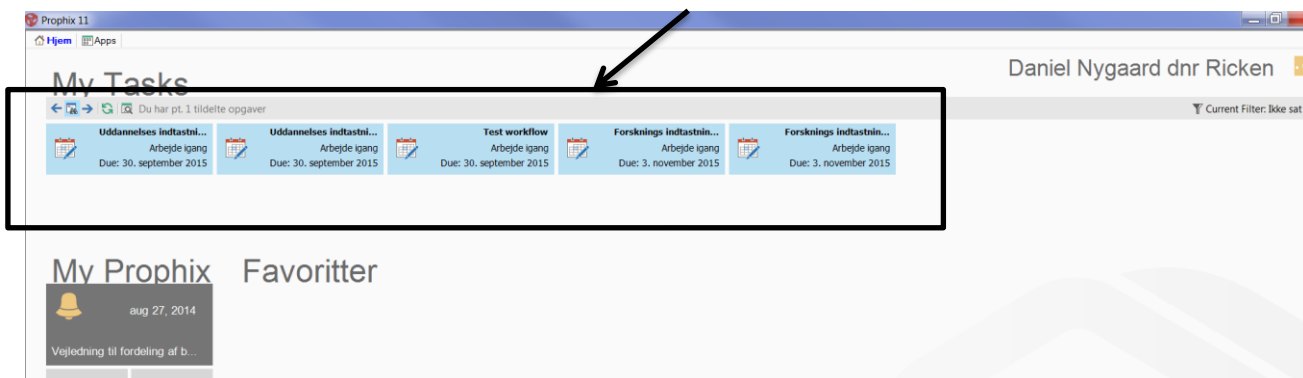 Prophix 11
Hjem Apps
My Tasks
Daniel Nygaard dnr Ricken
Du har pt. 1 tildelte opgaver
Current Filter: Ikke sat
Uddannelses indtastni...
Arbejde igang
Due: 30. september 2015
Uddannelses indtastni...
Arbejde igang
Due: 30. september 2015
Test workflow
Arbejde igang
Due: 30. september 2015
Forsknings indtastnin...
Arbejde igang
Due: 3. november 2015
Forsknings indtastnin...
Arbejde igang
Due: 3. november 2015
My Prophix Favoritter
aug 27, 2014
Vejledning til fordeling af b...